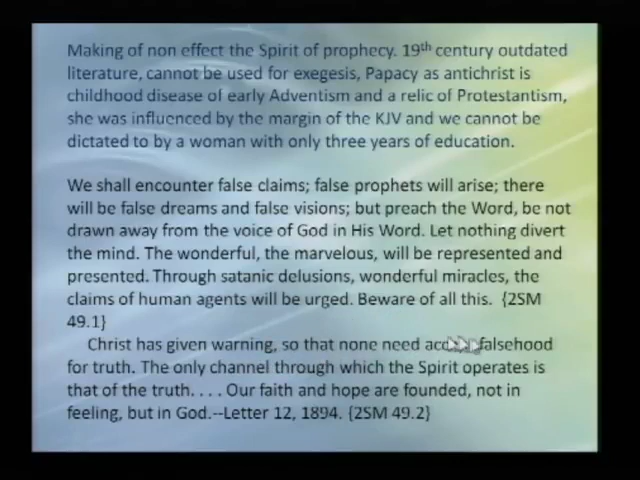 Making of non effect the Spirit of prophecy. 19th century outdated
literature, cannot be used for exegesis, Papacy as antichrist is
childhood disease of early Adventism and a relic of Protestantism,
she was influenced by the margin of the KJV and we cannot be
dictated to by a woman with only three years of education.
We shall encounter false claims; false prophets will arise; there
will be false dreams and false visions; but preach the Word, be not
drawn away from the voice of God in His Word. Let nothing divert
the mind. The wonderful, the marvelous, will be represented and
presented. Through satanic delusions, wonderful miracles, the
claims of human agents will be urged. Beware of all this. {2SM
49.1}
Christ has given warning, so that none need falsehood
for truth. The only channel through which the Spirit operates is
that of the truth. . . . Our faith and hope are founded, not in
feeling, but in God.--Letter 12, 1894. {2SM 49.2}